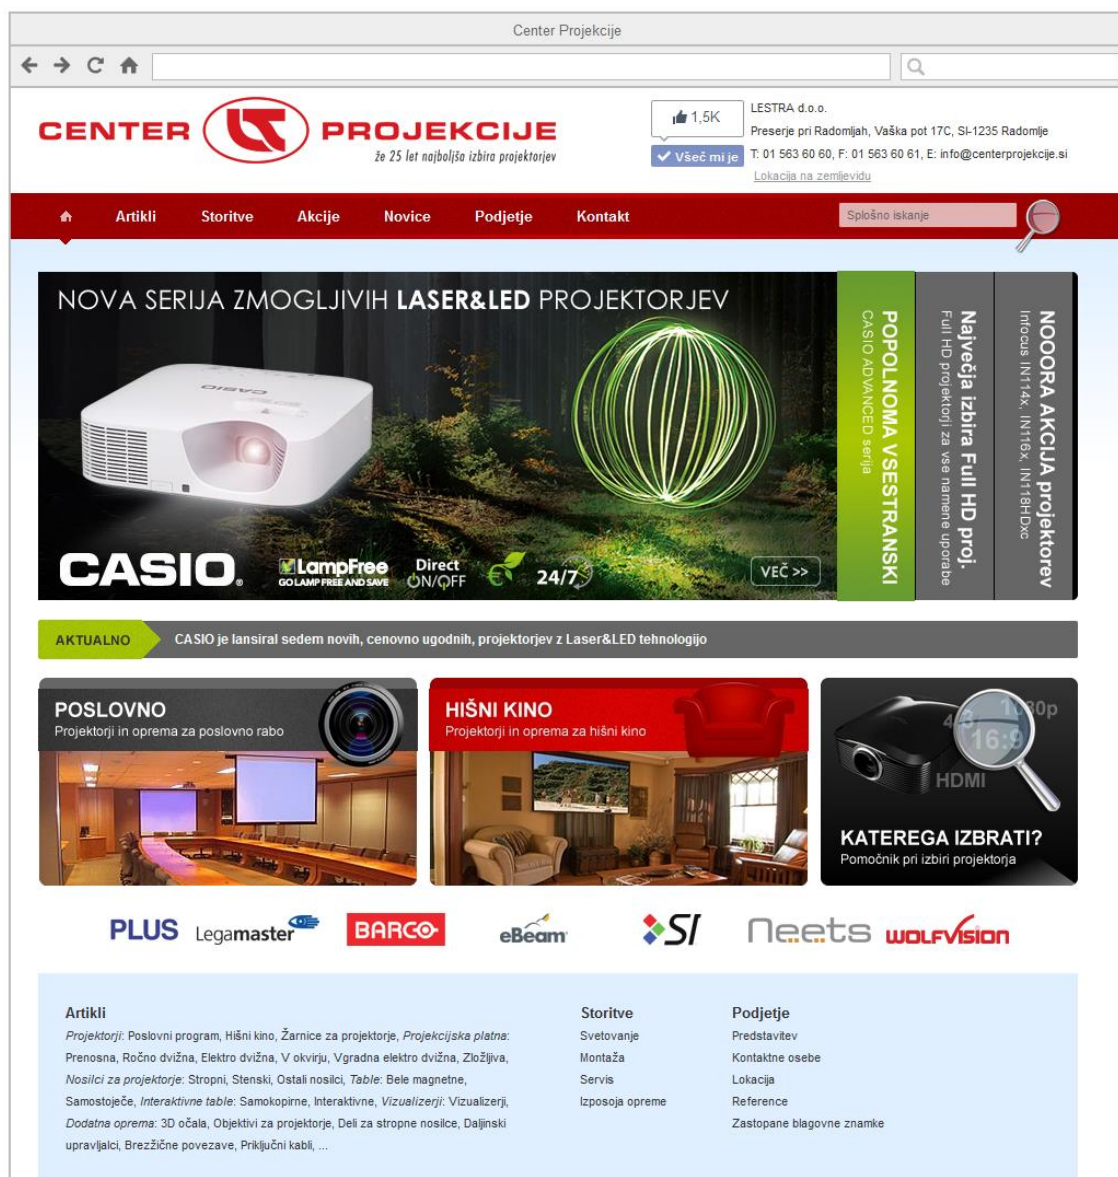 Center Projekcije
CENTER PROJEKCIJE
že 25 let najboljša izbira projektorjev
1,5K
Všeč mi je
LESTRA d.o.o.
Preserje pri Radomljah, Vaška pot 17C, SI-1235 Radomlje
T: 01 563 60 60, F: 01 563 60 61, E: info@centerprojekcije.si
Lokacija na zemljevidu
Artikli Storitve Akcije Novice Podjetje Kontakt
Splošno iskanje
NOVA SERIJA ZMOGLJIVIH LASER&LED PROJEKTORJEV
CASIO
CASIO
LampFree
GO LAMP FREE AND SAVE
Direct
ON/OFF
€
24/7
VEČ >>
POPOLNOMA VSESTRANSKI
CASIO ADVANCED serija
Največja izbira Full HD proj.
Full HD projektorji za vse namene uporabe
NOOORA AKCIJA projektorev
Infocus IN114x, IN116x, IN118HDxc
AKTUALNO
CASIO je lansiral sedem novih, cenovno ugodnih, projektorjev z Laser&LED tehnologijo
POSLOVNO
Projektorji in oprema za poslovno rabo
HIŠNI KINO
Projektorji in oprema za hišni kino
4:3
1080p
16:9
HDMI
KATEREGA IZBRATI?
Pomočnik pri izbiri projektorja
PLUS Legamaster BARCO eBeam SI neets WOLFVISION
Artikli
Projektorji: Poslovni program, Hišni kino, Žarnice za projektorje, Projekcijska platna:
Prenosna, Ročno dvižna, Elektro dvižna, V okvirju, Vgradna elektro dvižna, Zložljiva,
Nosilci za projektorje: Stropni, Stenski, Ostali nosilci, Table: Bele magnetne,
Samostoječe, Interaktivne table: Samokopirne, Interaktivne, Vizualizerji: Vizualizerji,
Dodatna oprema: 3D očala, Objektivi za projektorje, Deli za stropne nosilce, Daljinski
upravljalci, Brezžične povezave, Priključni kabli, ...
Storitve
Svetovanje
Montaža
Servis
Izposoja opreme
Podjetje
Predstavitev
Kontaktne osebe
Lokacija
Reference
Zastopane blagovne znamke